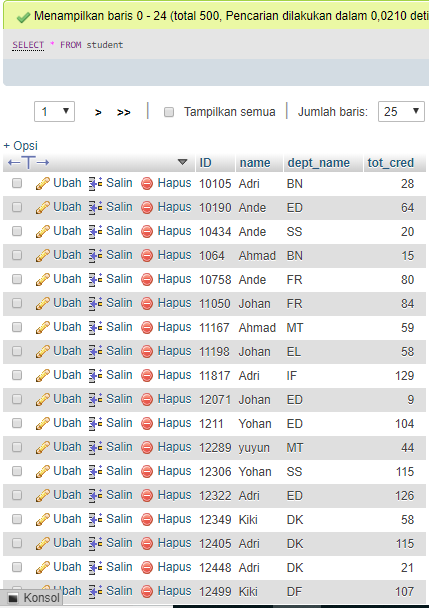 Menampilkan baris 0 - 24 (total 500, Pencarian dilakukan dalam 0,0210 deti
SELECT * FROM student
1 > >> Tampilkan semua Jumlah baris: 25
+ Opsi
←T→ ID name dept_name tot_cred
Ubah Salin Hapus 10105 Adri BN 28
Ubah Salin Hapus 10190 Ande ED 64
Ubah Salin Hapus 10434 Ande SS 20
Ubah Salin Hapus 1064 Ahmad BN 15
Ubah Salin Hapus 10758 Ande FR 80
Ubah Salin Hapus 11050 Johan FR 84
Ubah Salin Hapus 11167 Ahmad MT 59
Ubah Salin Hapus 11198 Johan EL 58
Ubah Salin Hapus 11817 Adri IF 129
Ubah Salin Hapus 12071 Johan ED 9
Ubah Salin Hapus 1211 Yohan ED 104
Ubah Salin Hapus 12289 yuyun MT 44
Ubah Salin Hapus 12306 Yohan SS 115
Ubah Salin Hapus 12322 Adri ED 126
Ubah Salin Hapus 12349 Kiki DK 58
Ubah Salin Hapus 12405 Adri DK 115
Ubah Salin Hapus 12448 Adri DK 21
Konsol Salin Hapus 12499 Kiki DF 107